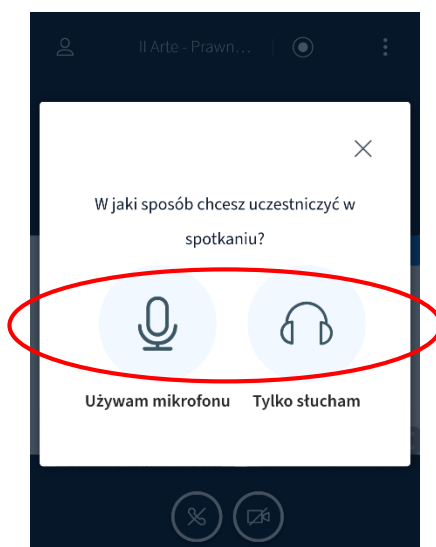 II Arte - Prawn...
W jaki sposób chcesz uczestniczyć w
spotkaniu?
Używam mikrofonu Tylko słucham